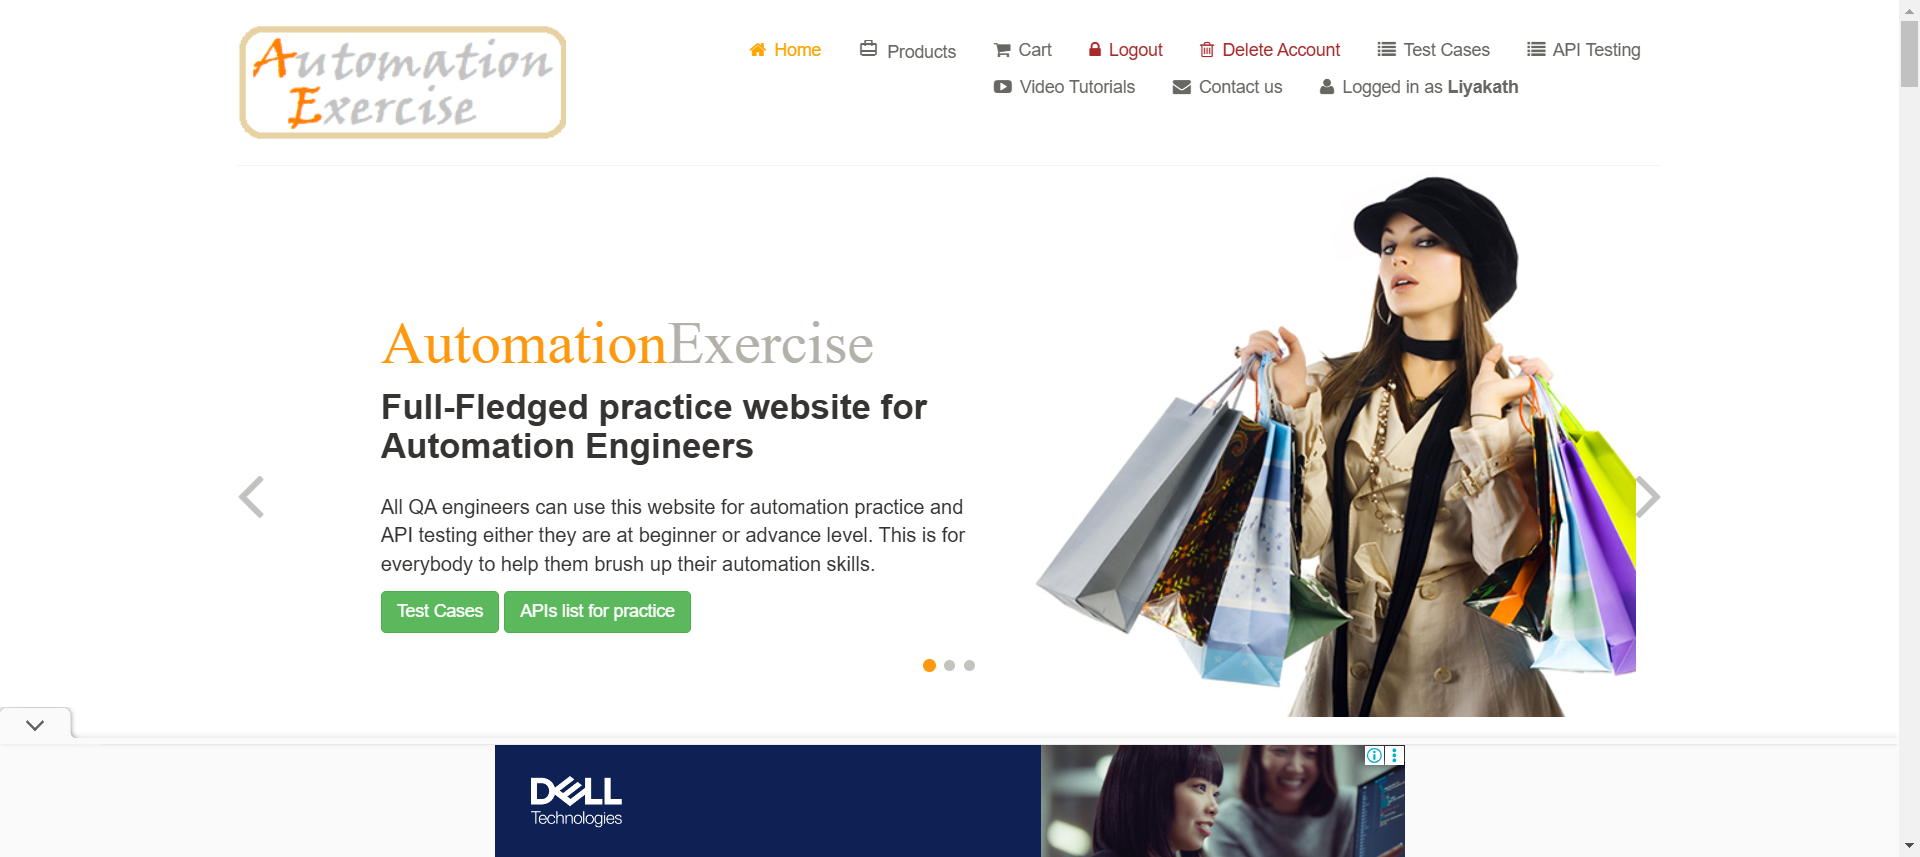 Automation
Exercise
Home Products Cart Logout Delete Account Test Cases API Testing
Video Tutorials Contact us Logged in as Liyakath
AutomationExercise
Full-Fledged practice website for
Automation Engineers
All QA engineers can use this website for automation practice and
API testing either they are at beginner or advance level. This is for
everybody to help them brush up their automation skills.
Test Cases APIs list for practice
DELL
Technologies